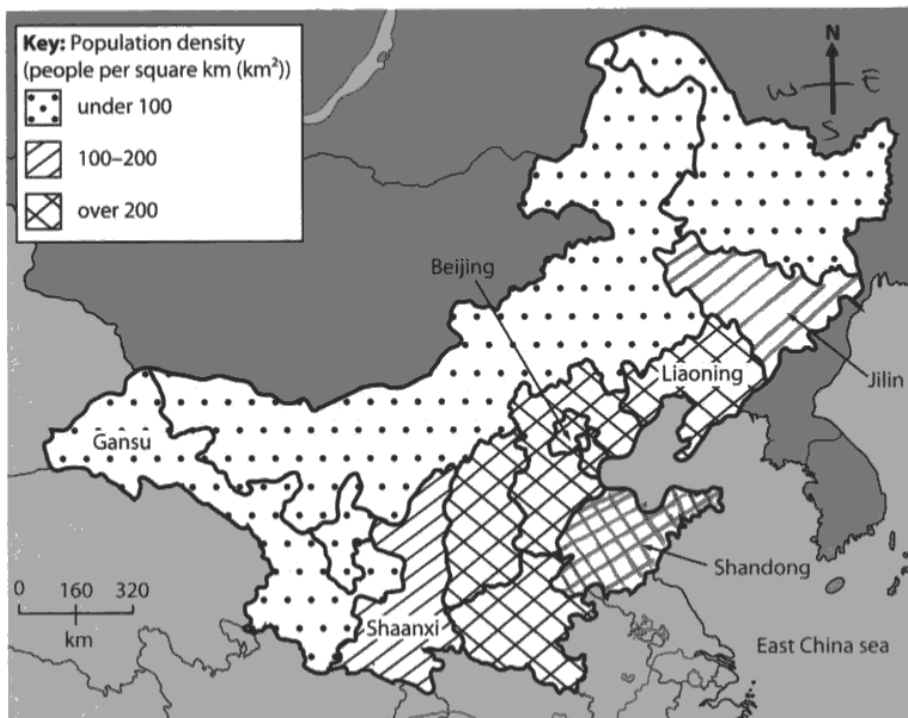 Key: Population density
(people per square km (km²))
under 100
100–200
over 200
N
W E
S
Beijing
Liaoning
Jilin
Gansu
Shandong
0 160 320
km
Shaanxi
East China sea